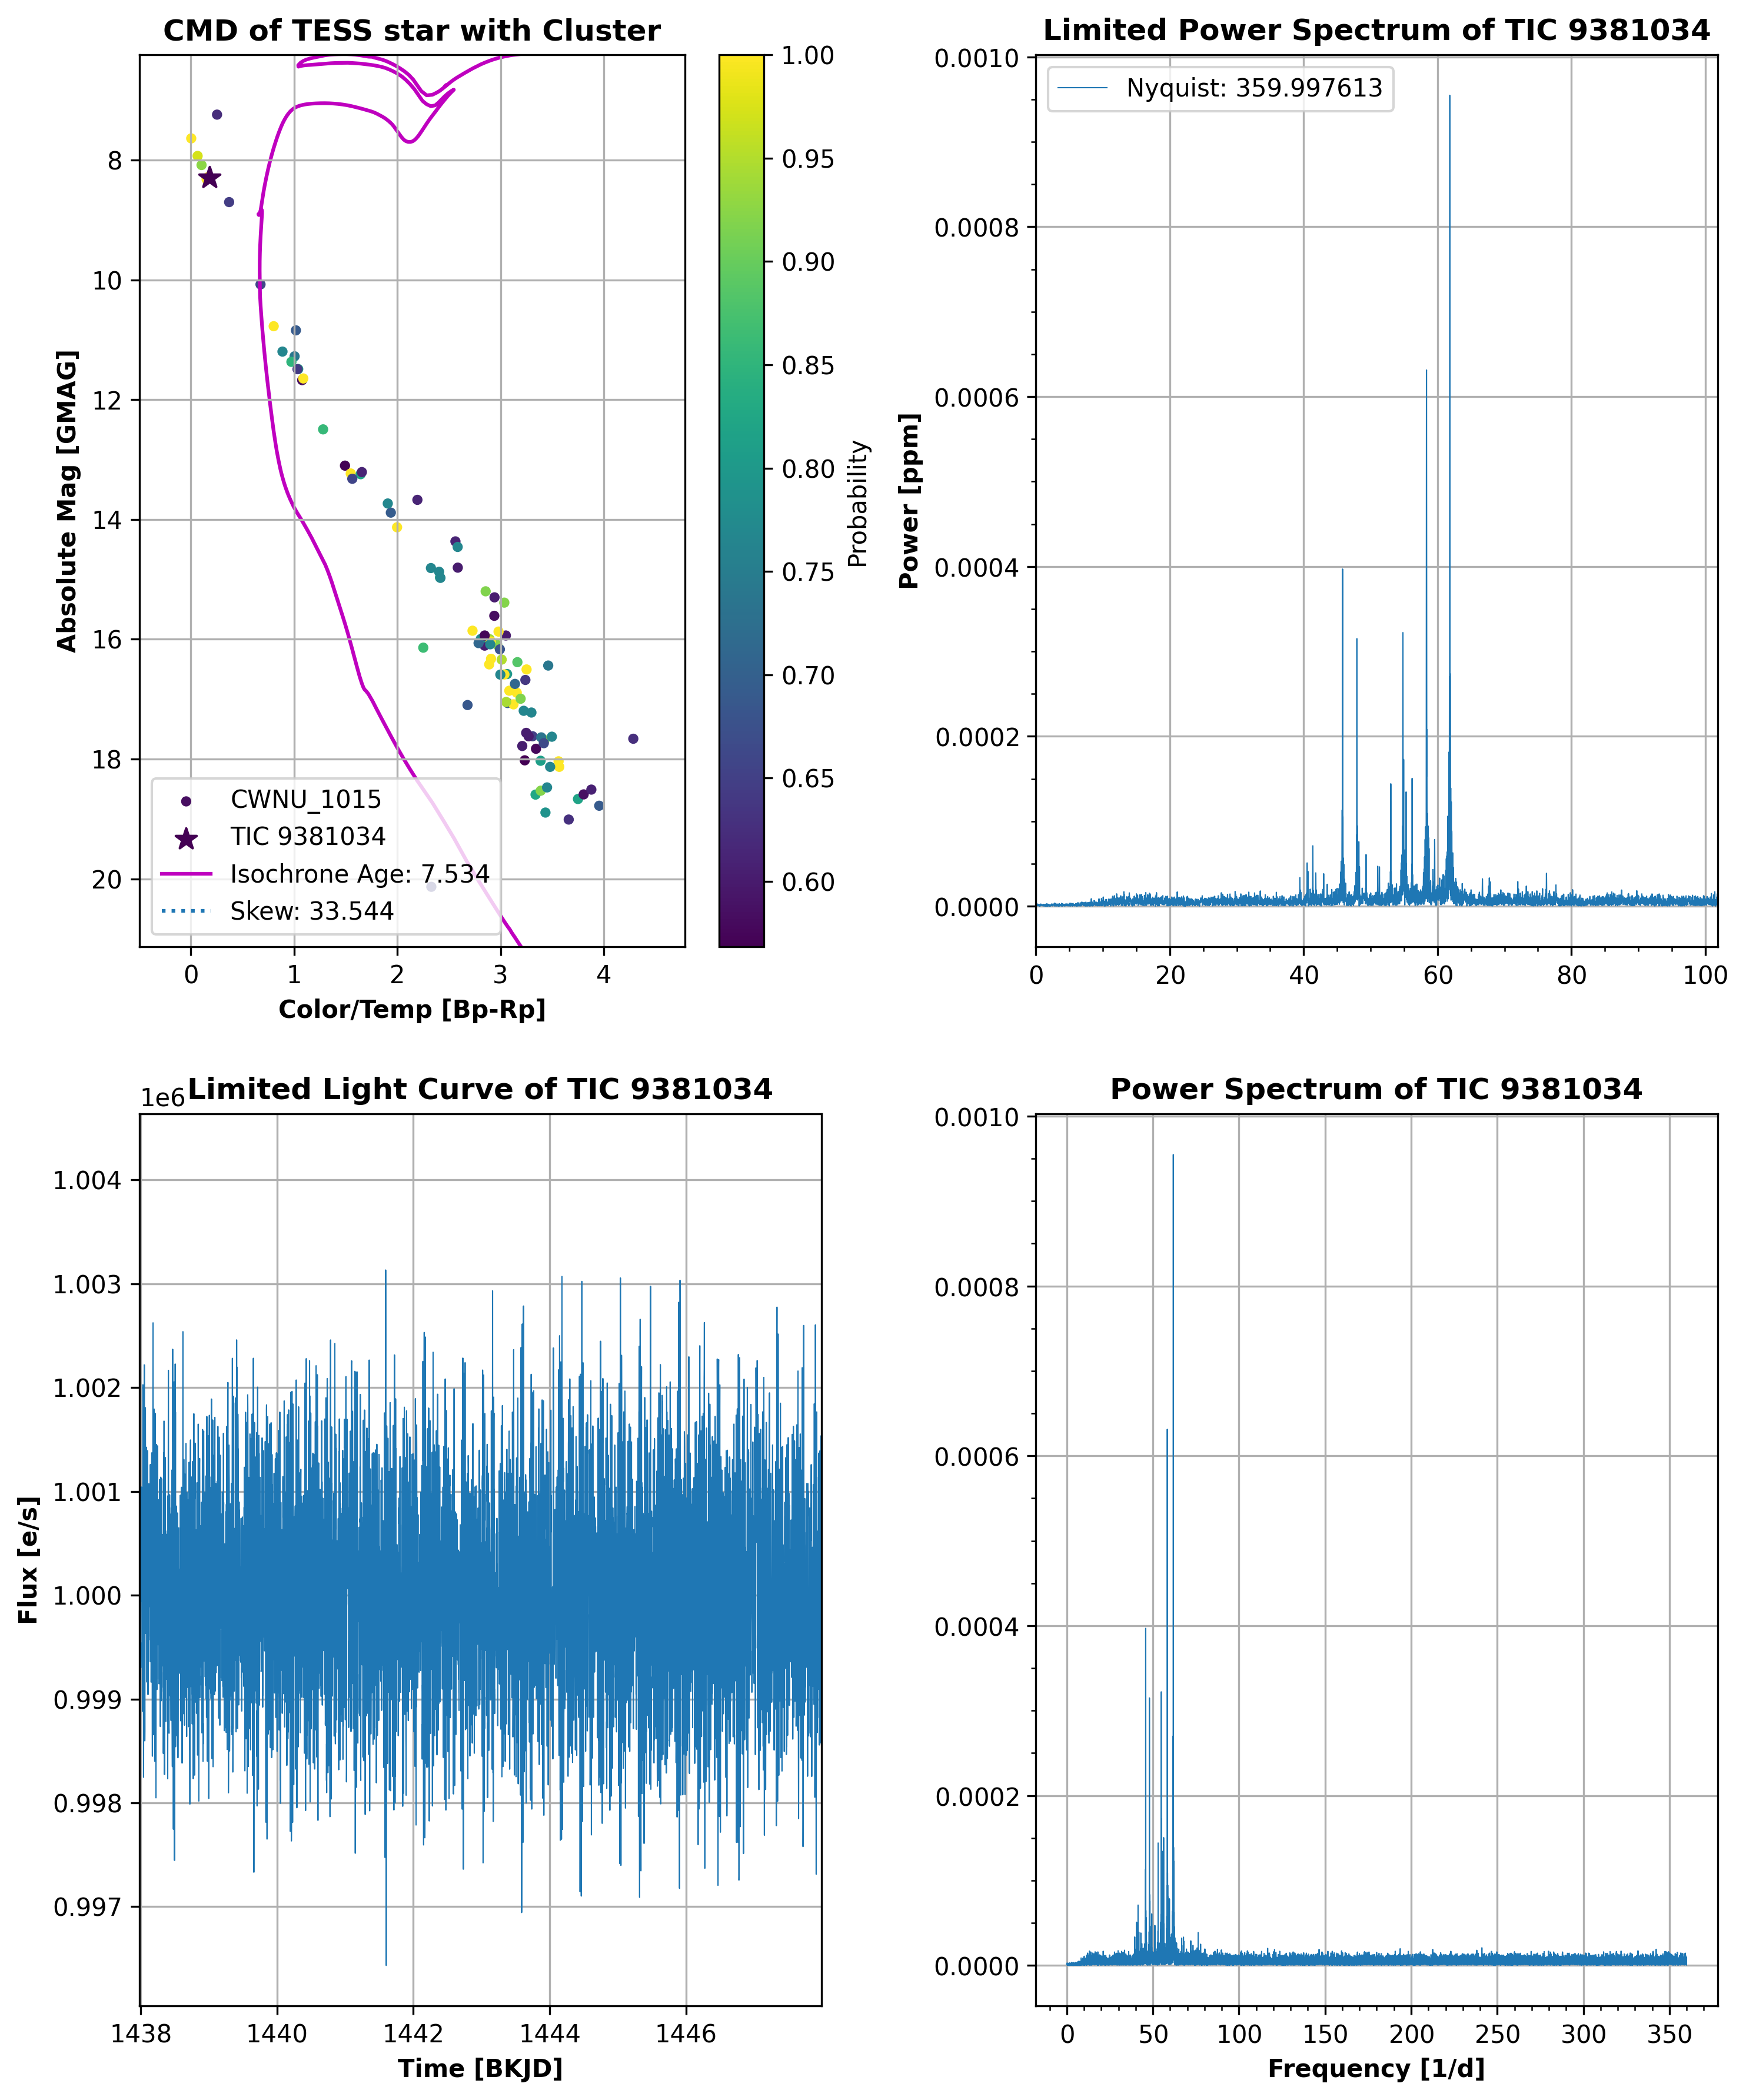 CMD of TESS star with Cluster
Absolute Mag [GMAG]
8
10
12
14
16
18
20
CWNU_1015
TIC 9381034
Isochrone Age: 7.534
Skew: 33.544
0 1 2 3 4
Color/Temp [Bp-Rp]
1.00
0.95
0.90
0.85
0.80
0.75
0.70
0.65
0.60
Probability
Limited Power Spectrum of TIC 9381034
Nyquist: 359.997613
Power [ppm]
0.0010
0.0008
0.0006
0.0004
0.0002
0.0000
0 20 40 60 80 100
1e6
Limited Light Curve of TIC 9381034
Flux [e/s]
1.004
1.003
1.002
1.001
1.000
0.999
0.998
0.997
1438 1440 1442 1444 1446
Time [BKJD]
Power Spectrum of TIC 9381034
0.0010
0.0008
0.0006
0.0004
0.0002
0.0000
0 50 100 150 200 250 300 350
Frequency [1/d]